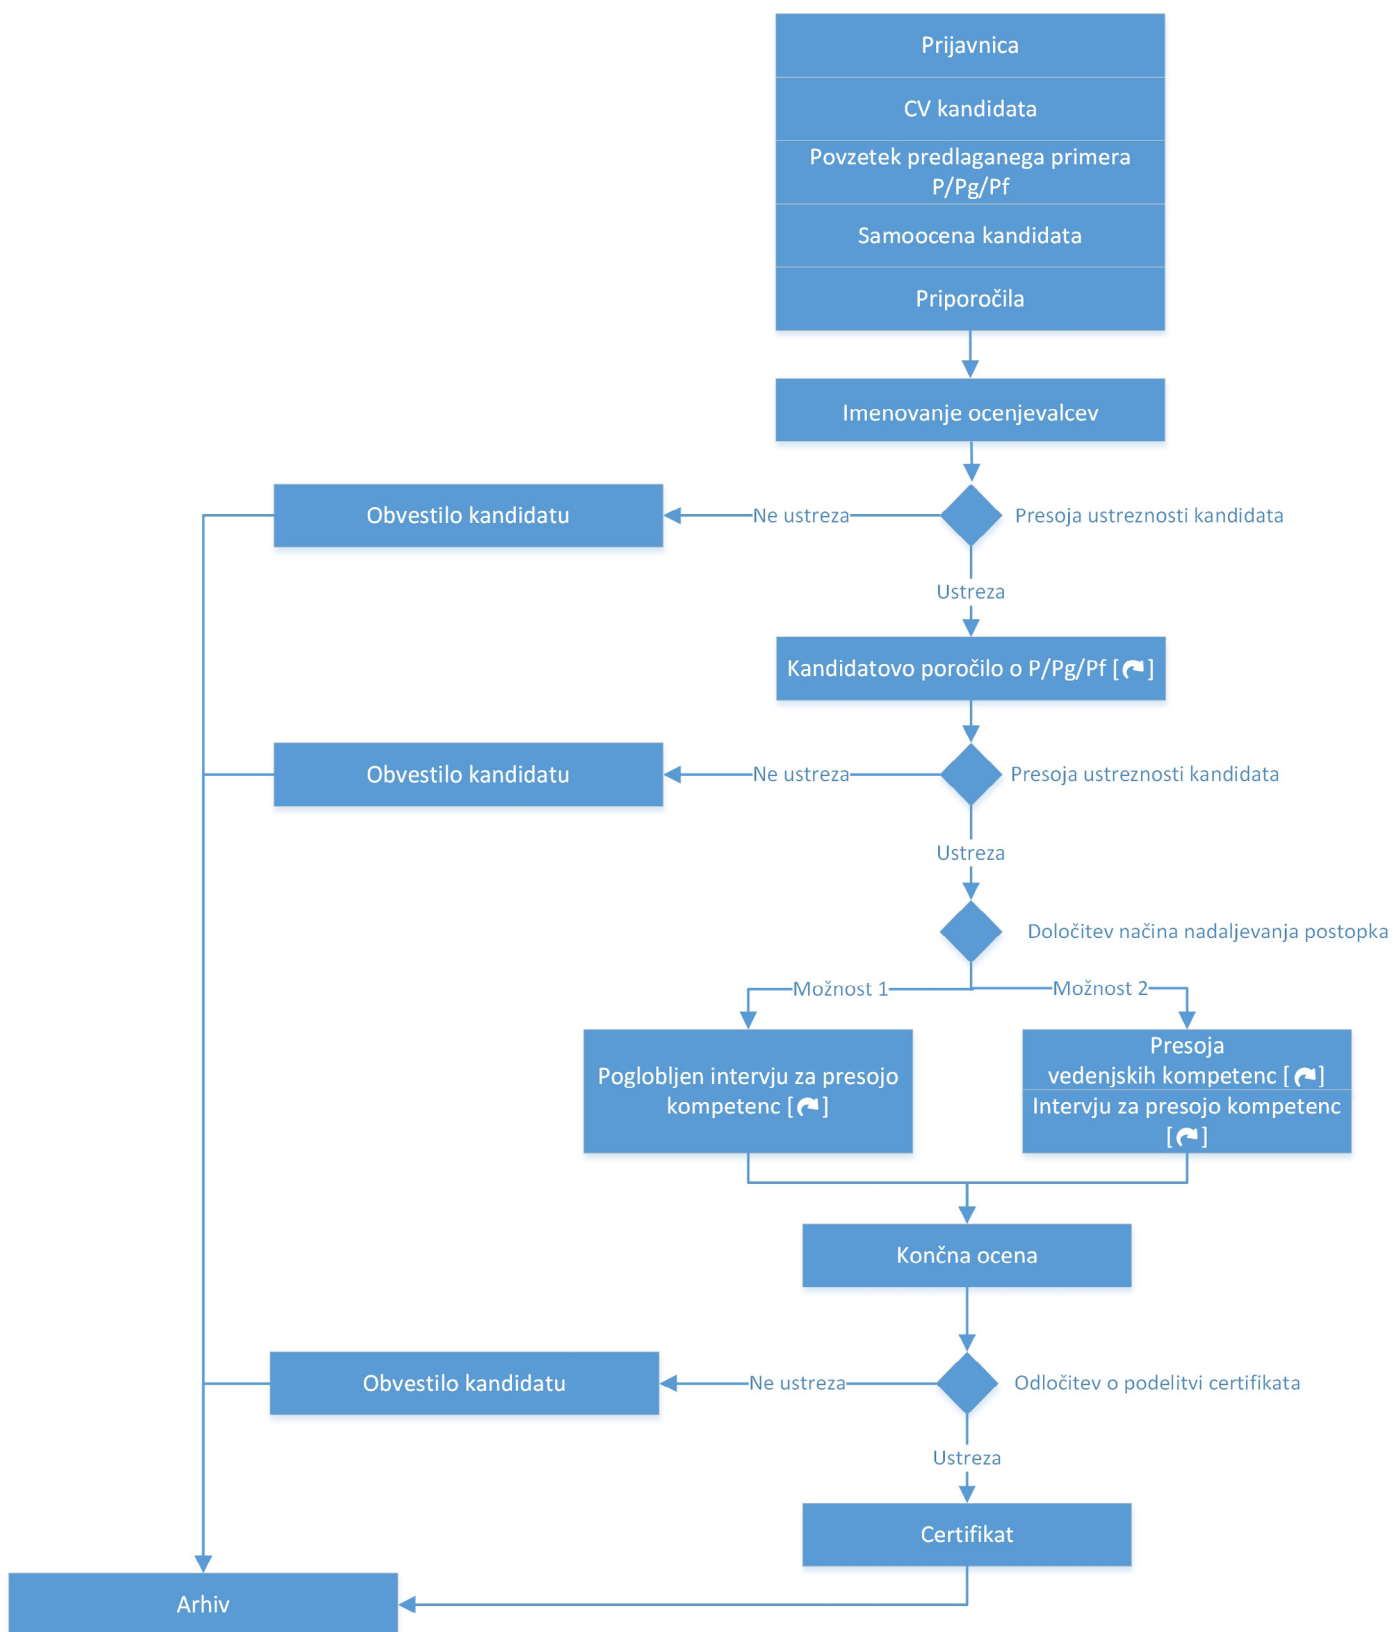 Prijavnica
CV kandidata
Povzetek predlaganega primera
P/Pg/Pf
Samoocena kandidata
Priporočila
Imenovanje ocenjevalcev
Obvestilo kandidatu
Ne ustreza
Presoja ustreznosti kandidata
Ustreza
Kandidatovo poročilo o P/Pg/Pf [↷]
Obvestilo kandidatu
Ne ustreza
Presoja ustreznosti kandidata
Ustreza
Določitev načina nadaljevanja postopka
Možnost 1
Možnost 2
Poglobljen intervju za presojo
kompetenc [↷]
Presoja
vedenjskih kompetenc [↷]
Intervju za presojo kompetenc
[↷]
Končna ocena
Obvestilo kandidatu
Ne ustreza
Odločitev o podelitvi certifikata
Ustreza
Certifikat
Arhiv